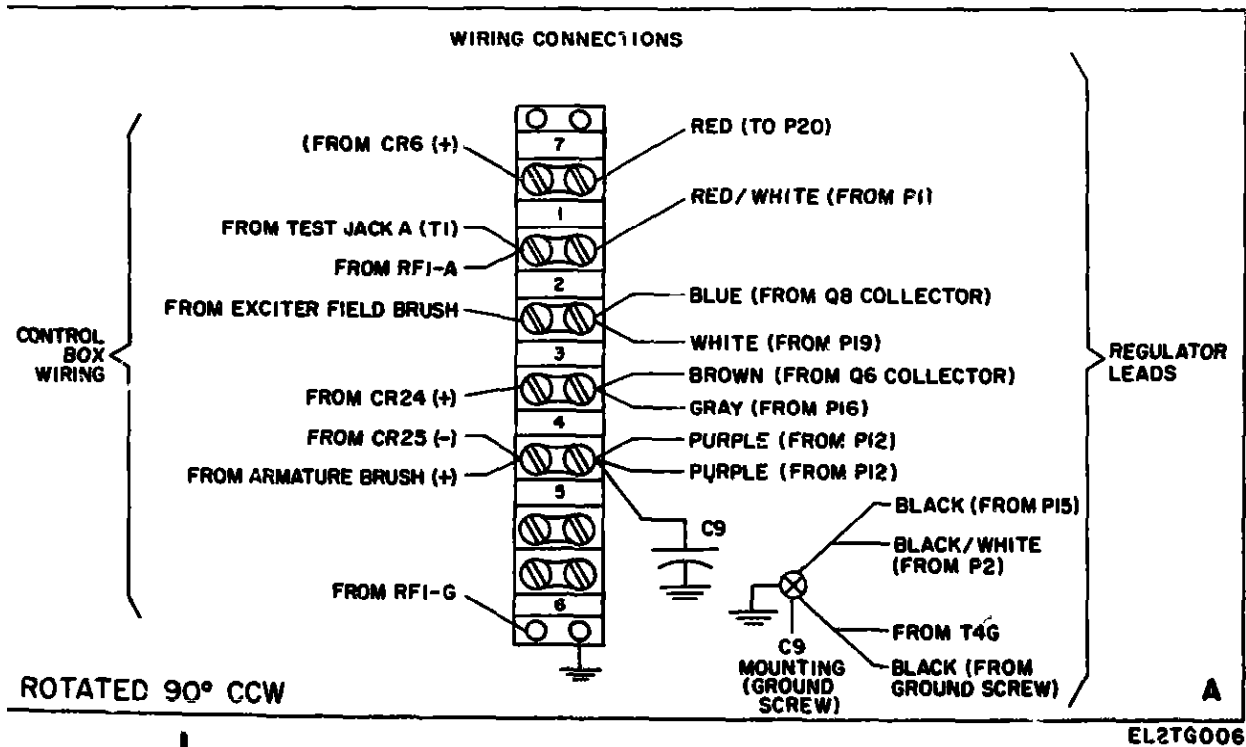 WIRING CONNECTIONS
(FROM CR6 (+)
FROM TEST JACK A (T1)
FROM RF1-A
FROM EXCITER FIELD BRUSH
CONTROL
BOX
WIRING
FROM CR24 (+)
FROM CR25 (-)
FROM ARMATURE BRUSH (+)
FROM RF1-G
7
1
2
3
4
5
6
RED (TO P20)
RED/WHITE (FROM P1)
BLUE (FROM Q8 COLLECTOR)
WHITE (FROM P19)
BROWN (FROM Q6 COLLECTOR)
GRAY (FROM P16)
PURPLE (FROM P12)
PURPLE (FROM P12)
C9
BLACK (FROM P15)
BLACK/WHITE
(FROM P2)
FROM T4G
BLACK (FROM
GROUND SCREW)
C9
MOUNTING
(GROUND
SCREW)
REGULATOR
LEADS
ROTATED 90° CCW
A
EL2TG006